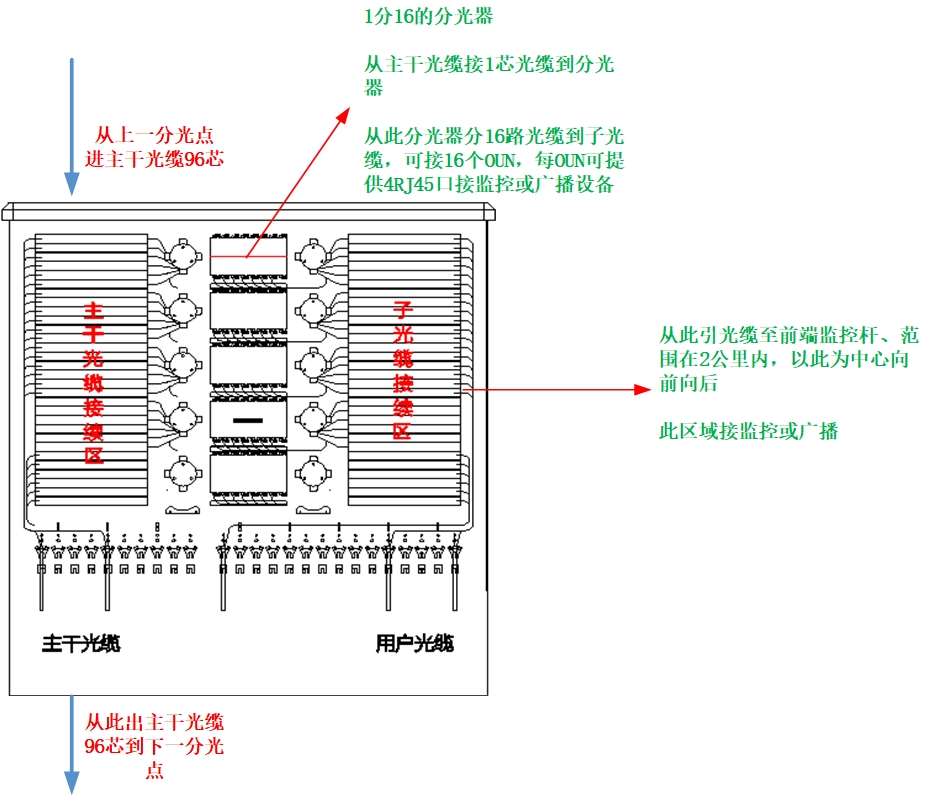 1分16的分光器
从主干光缆接1芯光缆到分光
器
从此分光器分16路光缆到子光
缆，可接16个OUN，每OUN可提
供4RJ45口接监控或广播设备
从上一分光点
进主干光缆96芯
主干光缆接续区
子光缆接续区
从此引光缆至前端监控杆、范
围在2公里内，以此为中心向
前向后
此区域接监控或广播
主干光缆
用户光缆
从此出主干光缆
96芯到下一分光
点